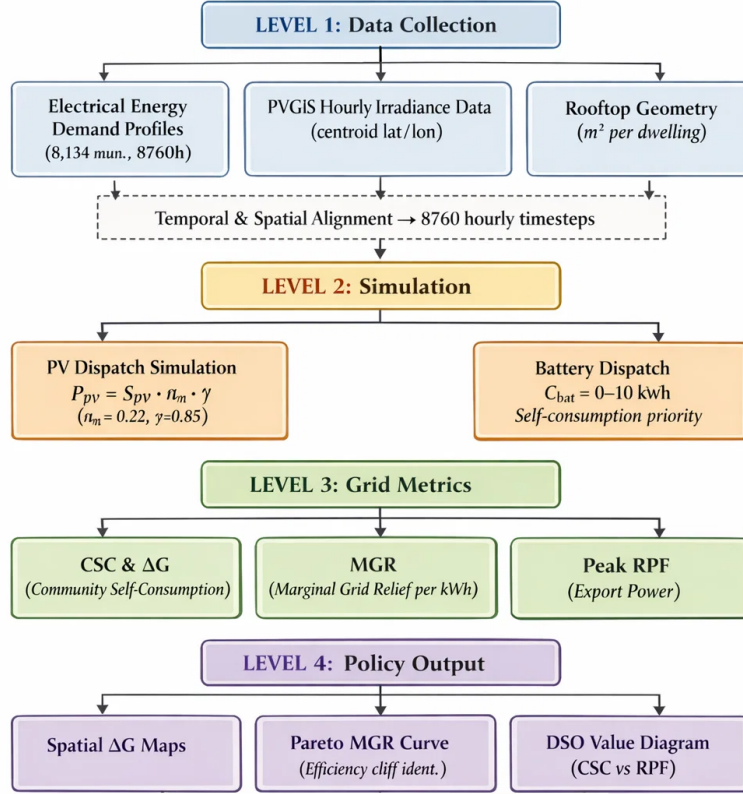 LEVEL 1: Data Collection
Electrical Energy
Demand Profiles
(8,134 mun., 8760h)
PVGIS Hourly Irradiance Data
(centroid lat/lon)
Rooftop Geometry
(m² per dwelling)
Temporal & Spatial Alignment → 8760 hourly timesteps
LEVEL 2: Simulation
PV Dispatch Simulation
Ppv = Spv · nm · γ
(nm = 0.22, γ=0.85)
Battery Dispatch
Cbat = 0–10 kWh
Self-consumption priority
LEVEL 3: Grid Metrics
CSC & ΔG
(Community Self-Consumption)
MGR
(Marginal Grid Relief per kWh)
Peak RPF
(Export Power)
LEVEL 4: Policy Output
Spatial ΔG Maps
Pareto MGR Curve
(Efficiency cliff ident.)
DSO Value Diagram
(CSC vs RPF)